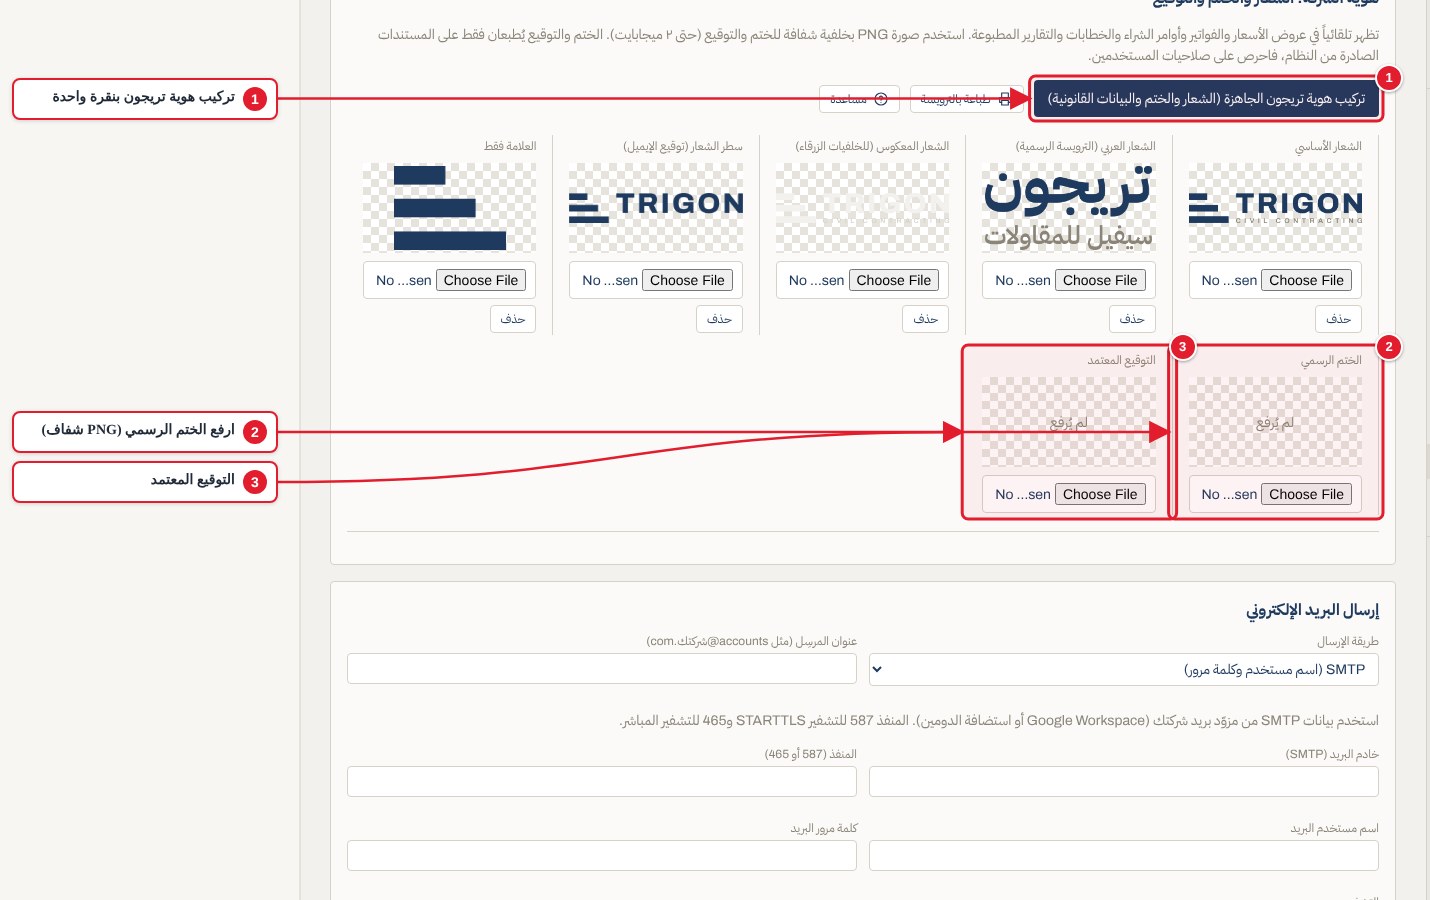 هوية الشركة: الشعار والختم والتوقيع
تظهر تلقائياً في عروض الأسعار والفواتير وأوامر الشراء والخطابات والتقارير المطبوعة. استخدم صورة PNG بخلفية شفافة للختم والتوقيع (حتى ٢ ميجابايت). الختم والتوقيع يُطبعان فقط على المستندات
الصادرة من النظام، فاحرص على صلاحيات المستخدمين.
1
تركيب هوية تريجون الجاهزة (الشعار والختم والبيانات القانونية)
طباعة بالترويسة
مساعدة
1 تركيب هوية تريجون بنقرة واحدة
الشعار الأساسي
الشعار العربي (الترويسة الرسمية)
الشعار المعكوس (للخلفيات الزرقاء)
سطر الشعار (توقيع الإيميل)
العلامة فقط
TRIGON
CIVIL CONTRACTING
تريجون
سيفيل للمقاولات
TRIGON
TRIGON
Choose File No ...sen
Choose File No ...sen
Choose File No ...sen
Choose File No ...sen
Choose File No ...sen
حذف
حذف
حذف
حذف
حذف
2
3
الختم الرسمي
التوقيع المعتمد
لم يُرفع
لم يُرفع
2 ارفع الختم الرسمي (PNG شفاف)
3 التوقيع المعتمد
Choose File No ...sen
Choose File No ...sen
إرسال البريد الإلكتروني
طريقة الإرسال
عنوان المرسِل (مثل accounts@شركتك.com)
SMTP (اسم مستخدم وكلمة مرور)
استخدم بيانات SMTP من مزوّد بريد شركتك (Google Workspace أو استضافة الدومين). المنفذ 587 للتشفير STARTTLS و465 للتشفير المباشر.
خادم البريد (SMTP)
المنفذ (587 أو 465)
اسم مستخدم البريد
كلمة مرور البريد